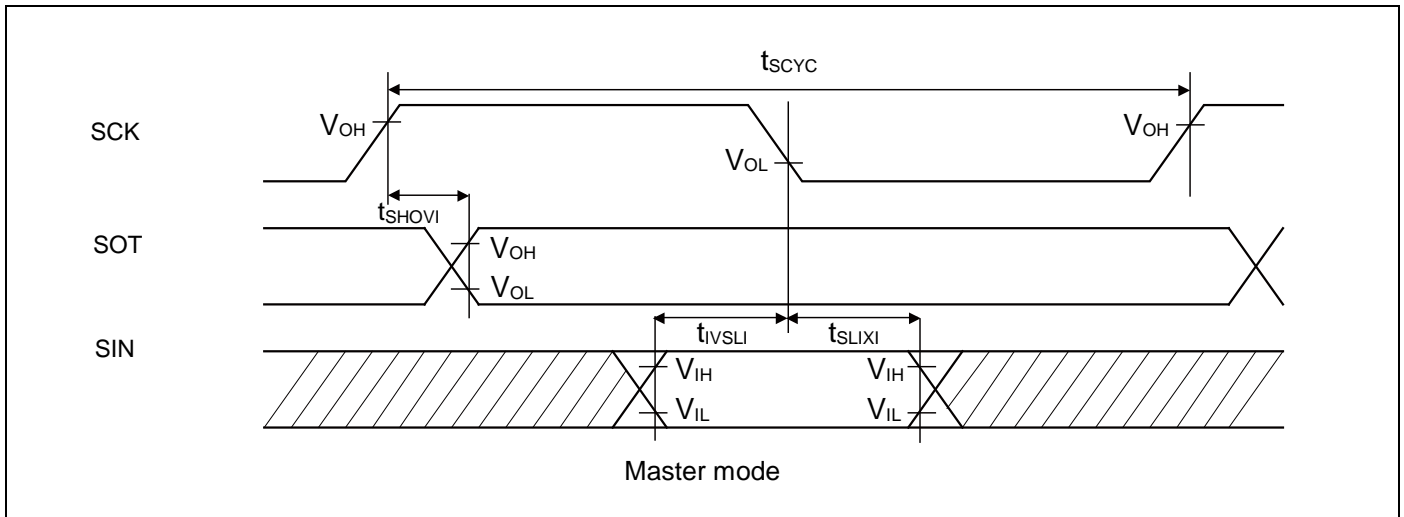 tSCYC
SCK
VOH
VOH
VOL
tSHOVI
SOT
VOH
VOL
tIVSLI
tSLIXI
SIN
VIH
VIH
VIL
VIL
Master mode